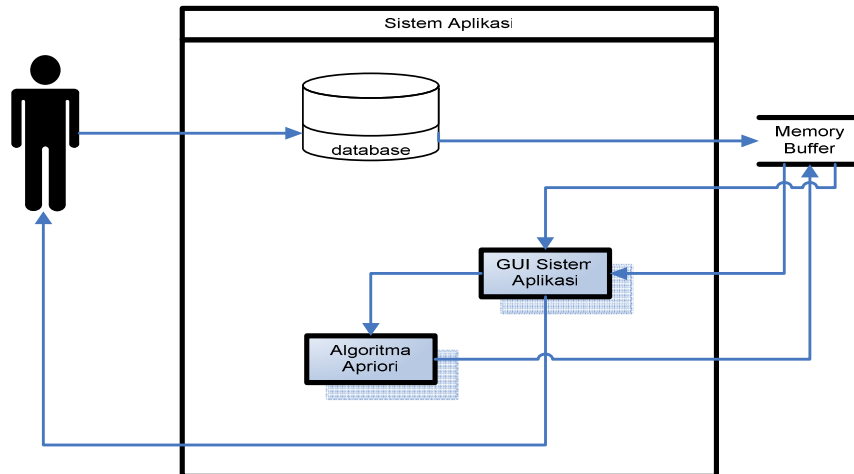 Sistem Aplikasi
database
Memory
Buffer
GUI Sistem
Aplikasi
Algoritma
Apriori